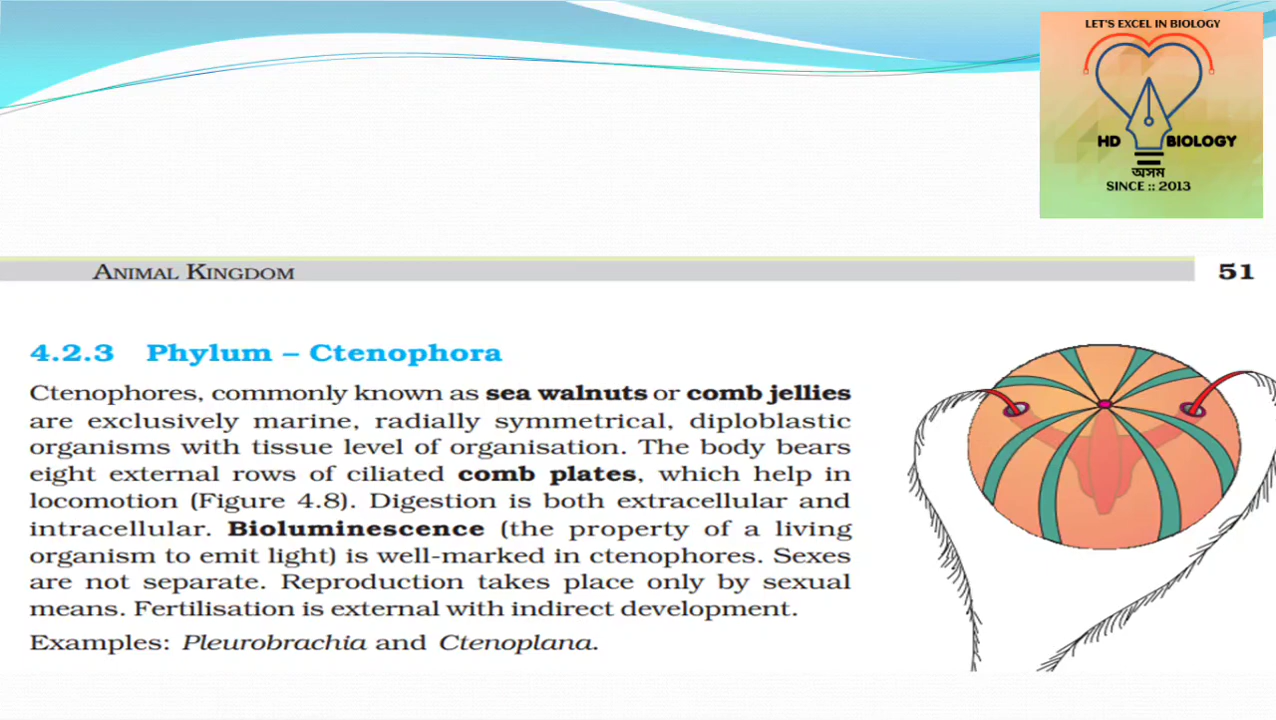 LET'S EXCEL IN BIOLOGY
HD BIOLOGY
অসম
SINCE :: 2013
ANIMAL KINGDOM 51
4.2.3 Phylum – Ctenophora
Ctenophores, commonly known as sea walnuts or comb jellies
are exclusively marine, radially symmetrical, diploblastic
organisms with tissue level of organisation. The body bears
eight external rows of ciliated comb plates, which help in
locomotion (Figure 4.8). Digestion is both extracellular and
intracellular. Bioluminescence (the property of a living
organism to emit light) is well-marked in ctenophores. Sexes
are not separate. Reproduction takes place only by sexual
means. Fertilisation is external with indirect development.
Examples: Pleurobrachia and Ctenoplana.